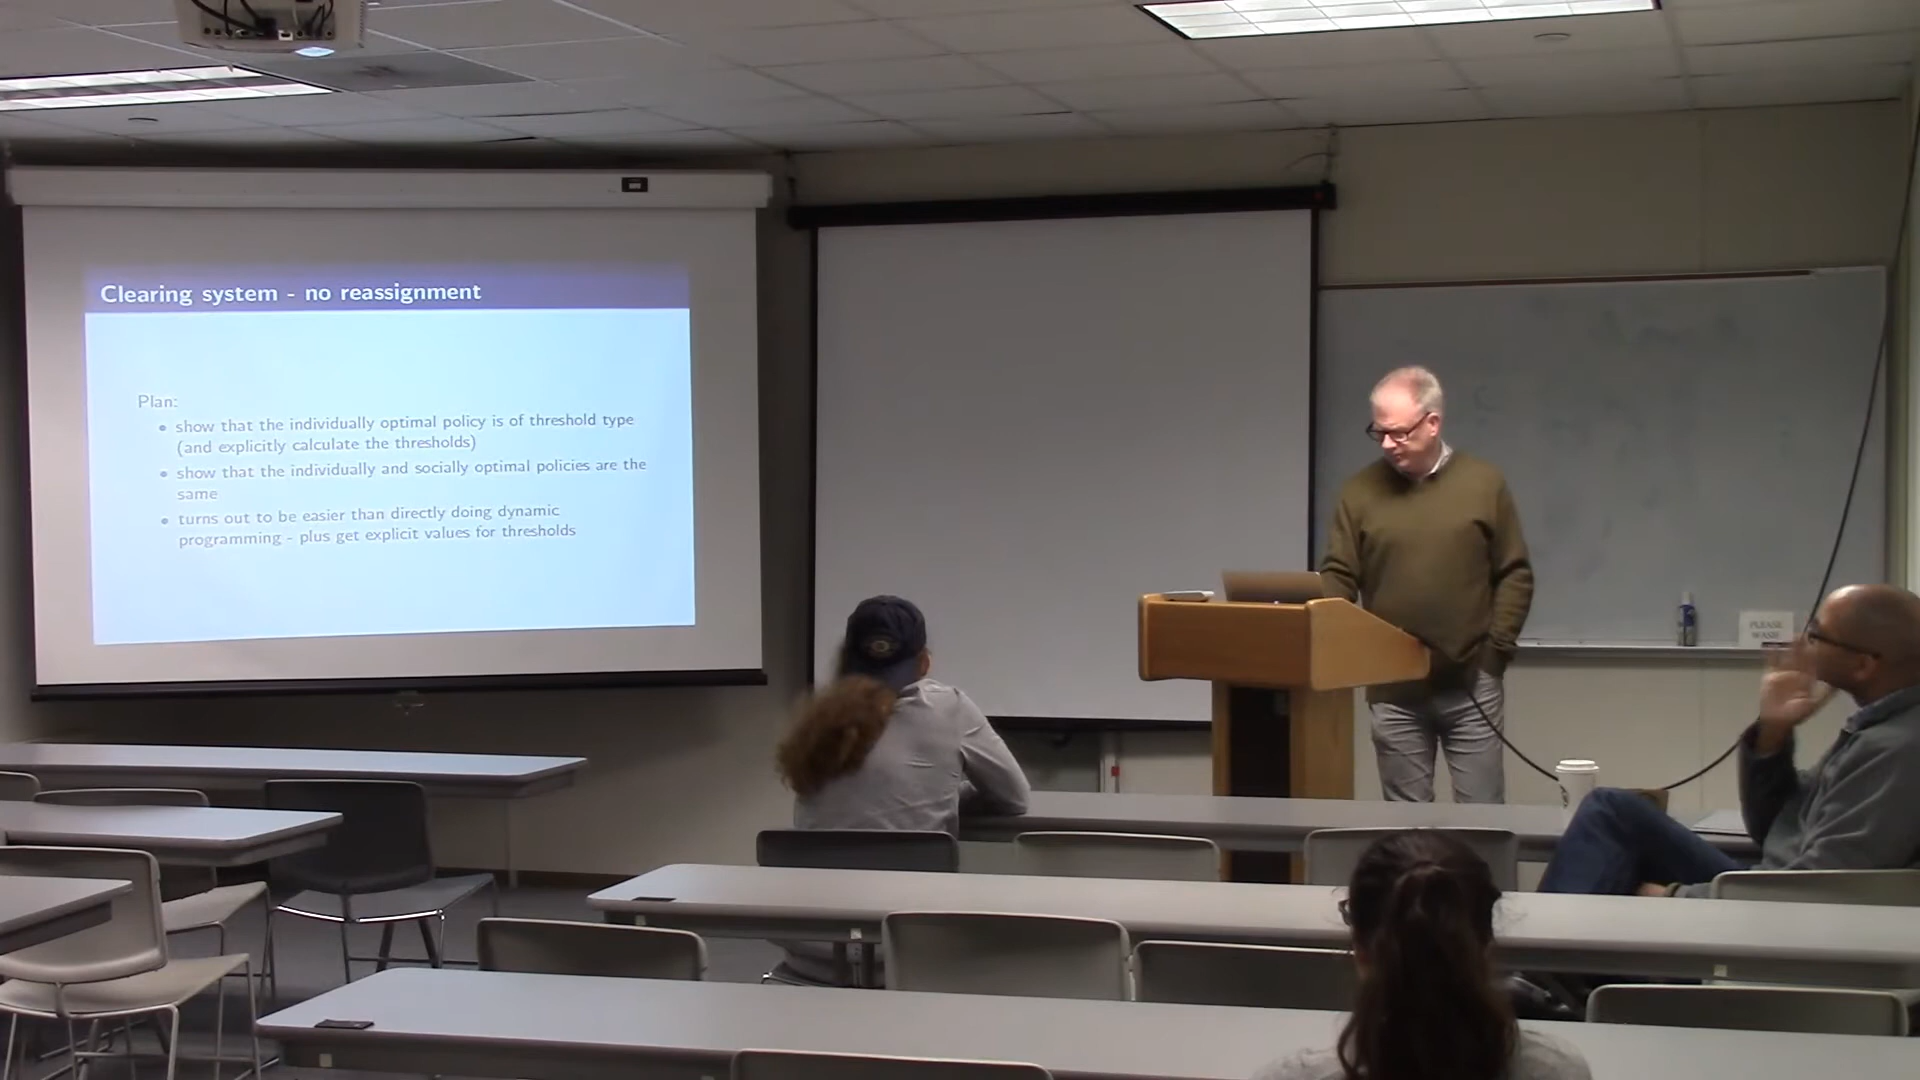 Clearing system - no reassignment
Plan:
• show that the individually optimal policy is of threshold type
(and explicitly calculate the thresholds)
• show that the individually and socially optimal policies are the
same
• turns out to be easier than directly doing dynamic
programming - plus get explicit values for thresholds
PLEASE
WASH